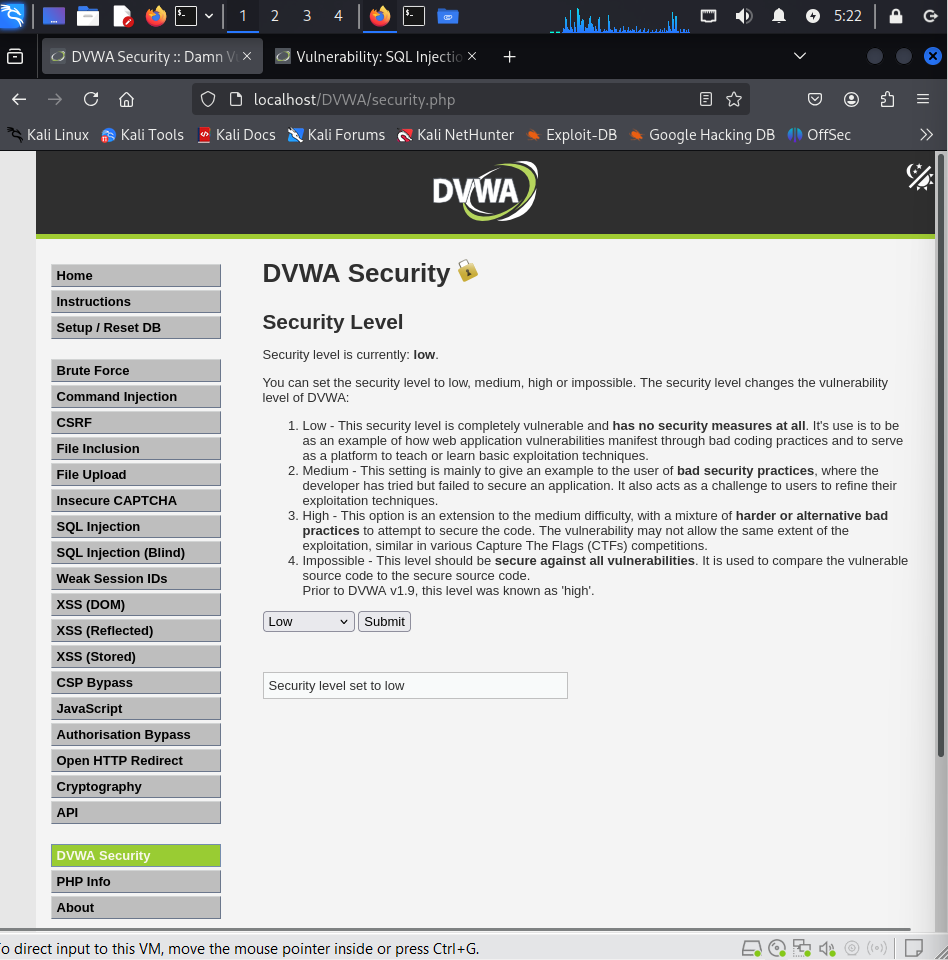 1 2 3 4 5:22
DVWA Security :: Damn Vu
Vulnerability: SQL Injectio
localhost/DVWA/security.php
Kali Linux Kali Tools Kali Docs Kali Forums Kali NetHunter Exploit-DB Google Hacking DB OffSec
DVWA
Home
Instructions
Setup / Reset DB
Brute Force
Command Injection
CSRF
File Inclusion
File Upload
Insecure CAPTCHA
SQL Injection
SQL Injection (Blind)
Weak Session IDs
XSS (DOM)
XSS (Reflected)
XSS (Stored)
CSP Bypass
JavaScript
Authorisation Bypass
Open HTTP Redirect
Cryptography
API
DVWA Security
PHP Info
About
DVWA Security
Security Level
Security level is currently: low.
You can set the security level to low, medium, high or impossible. The security level changes the vulnerability
level of DVWA:
1. Low - This security level is completely vulnerable and has no security measures at all. It's use is to be
as an example of how web application vulnerabilities manifest through bad coding practices and to serve
as a platform to teach or learn basic exploitation techniques.
2. Medium - This setting is mainly to give an example to the user of bad security practices, where the
developer has tried but failed to secure an application. It also acts as a challenge to users to refine their
exploitation techniques.
3. High - This option is an extension to the medium difficulty, with a mixture of harder or alternative bad
practices to attempt to secure the code. The vulnerability may not allow the same extent of the
exploitation, similar in various Capture The Flags (CTFs) competitions.
4. Impossible - This level should be secure against all vulnerabilities. It is used to compare the vulnerable
source code to the secure source code.
Prior to DVWA v1.9, this level was known as 'high'.
Low Submit
Security level set to low
To direct input to this VM, move the mouse pointer inside or press Ctrl+G.